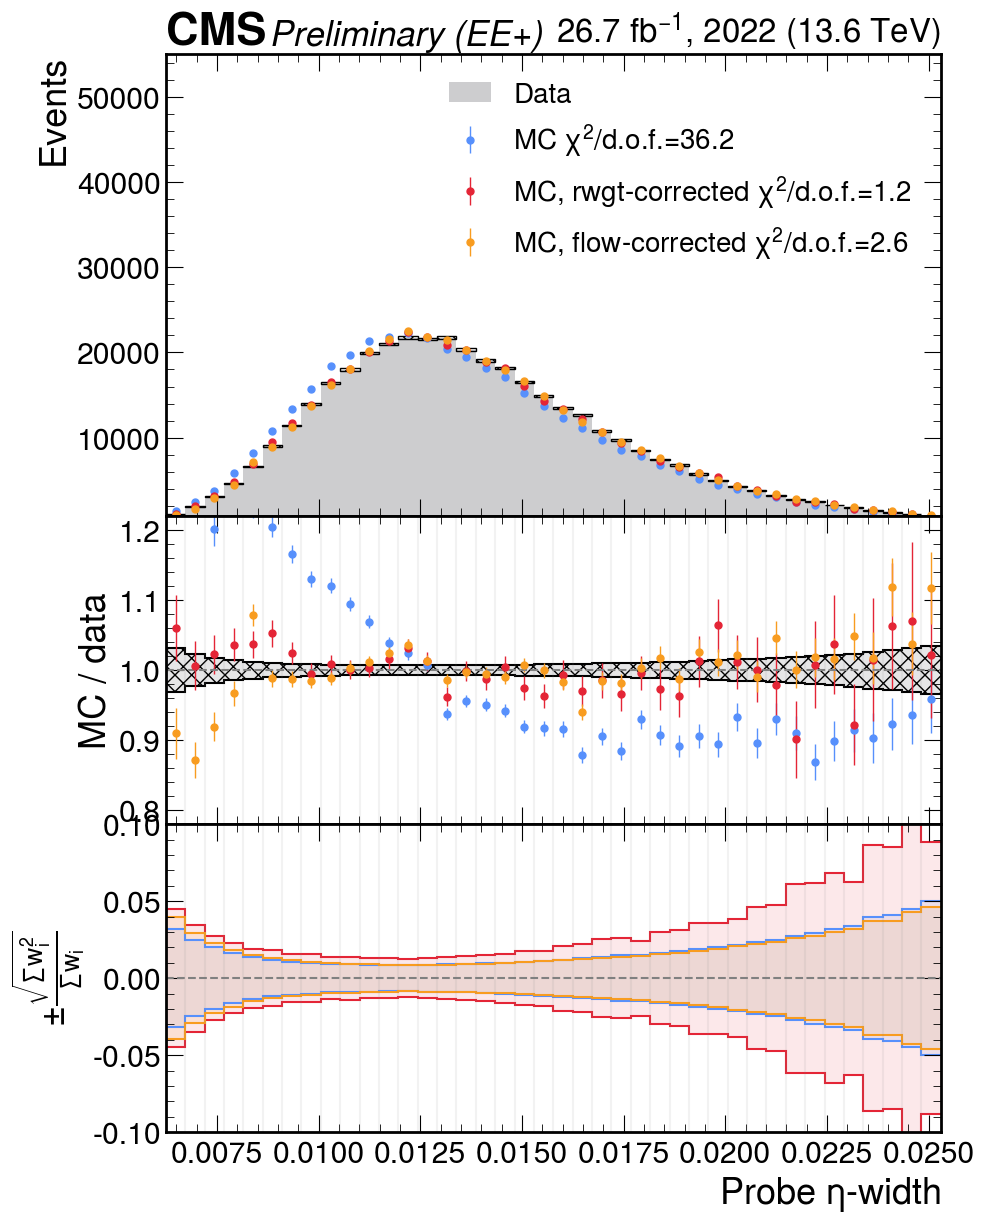 CMS Preliminary (EE+) 26.7 fb⁻¹, 2022 (13.6 TeV)
Events
50000
40000
30000
20000
10000
Data
MC χ²/d.o.f.=36.2
MC, rwgt-corrected χ²/d.o.f.=1.2
MC, flow-corrected χ²/d.o.f.=2.6
MC / data
1.2
1.1
1.0
0.9
0.8
±√Σwᵢ²/Σwᵢ
0.10
0.05
0.00
-0.05
-0.10
0.0075 0.0100 0.0125 0.0150 0.0175 0.0200 0.0225 0.0250
Probe η-width